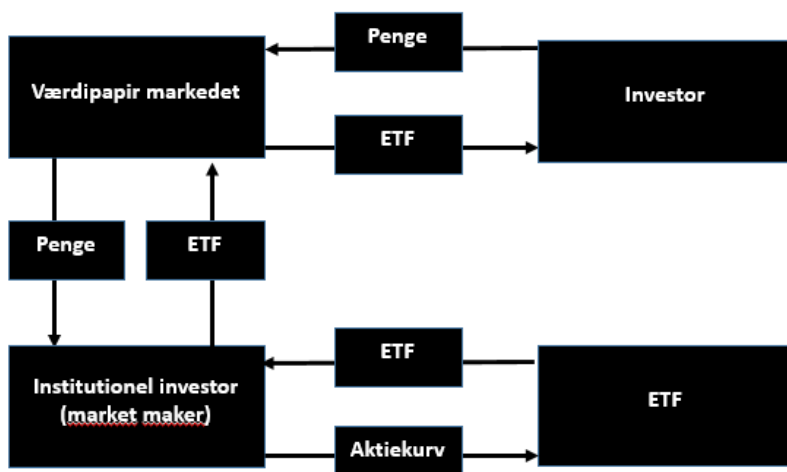 Penge
Værdipapir markedet
Investor
ETF
Penge
ETF
ETF
Institutionel investor
(market maker)
ETF
Aktiekurv